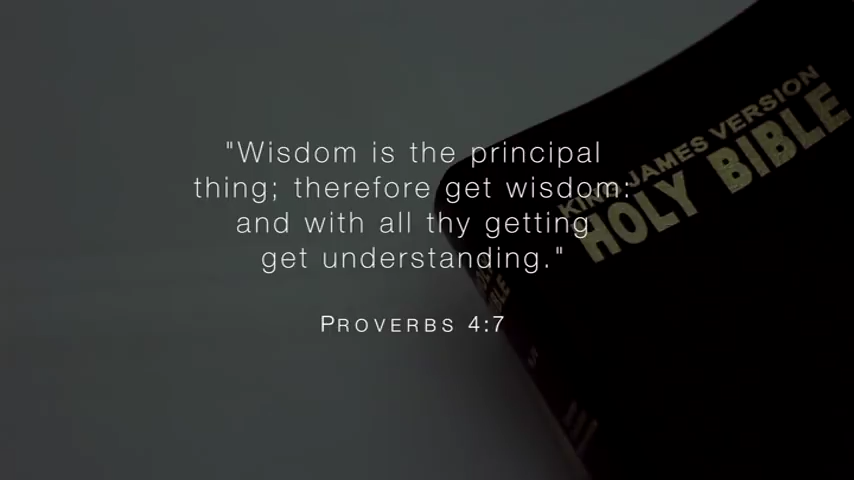 "Wisdom is the principal
thing; therefore get wisdom:
and with all thy getting
get understanding."
PROVERBS 4:7
KING JAMES VERSION
HOLY BIBLE